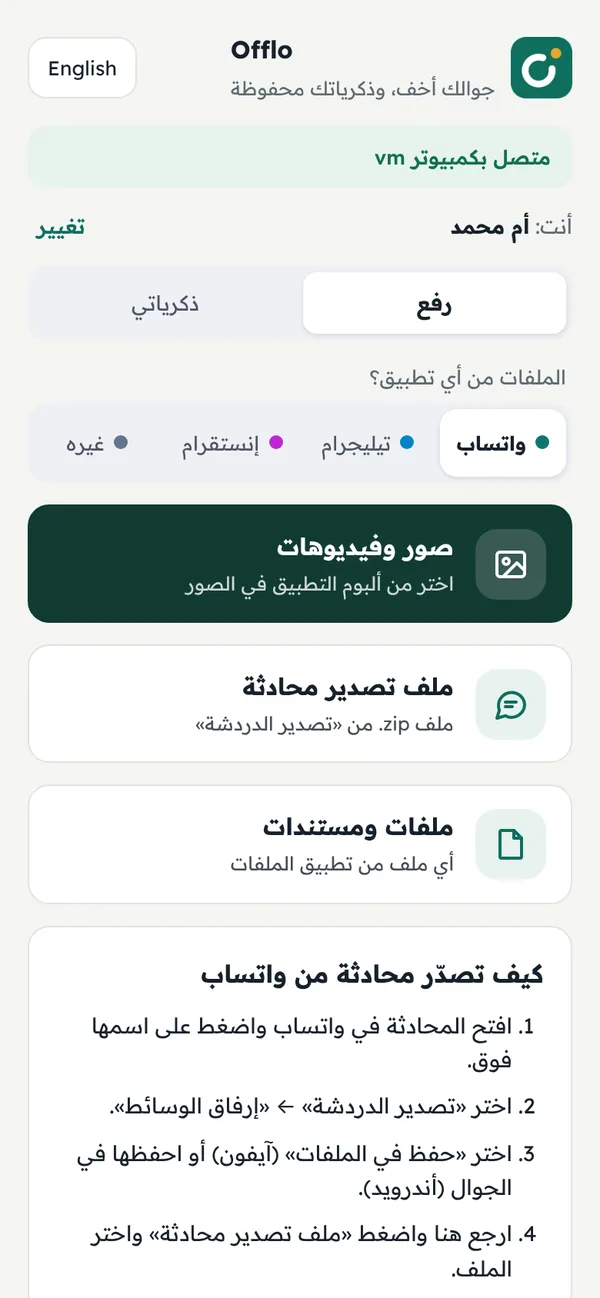 Offlo
جوالك أخف، وذكرياتك محفوظة
English
متصل بكمبيوتر vm
أنت: أم محمد
تغيير
رفع
ذكرياتي
الملفات من أي تطبيق؟
واتساب
تيليجرام
إنستقرام
غيره
صور وفيديوهات
اختر من ألبوم التطبيق في الصور
ملف تصدير محادثة
ملف ‎.zip من «تصدير الدردشة»
ملفات ومستندات
أي ملف من تطبيق الملفات
كيف تصدّر محادثة من واتساب
1. افتح المحادثة في واتساب واضغط على اسمها
فوق.
2. اختر «تصدير الدردشة» ← «إرفاق الوسائط».
3. اختر «حفظ في الملفات» (آيفون) أو احفظها في
الجوال (أندرويد).
4. ارجع هنا واضغط «ملف تصدير محادثة» واختر
الملف.